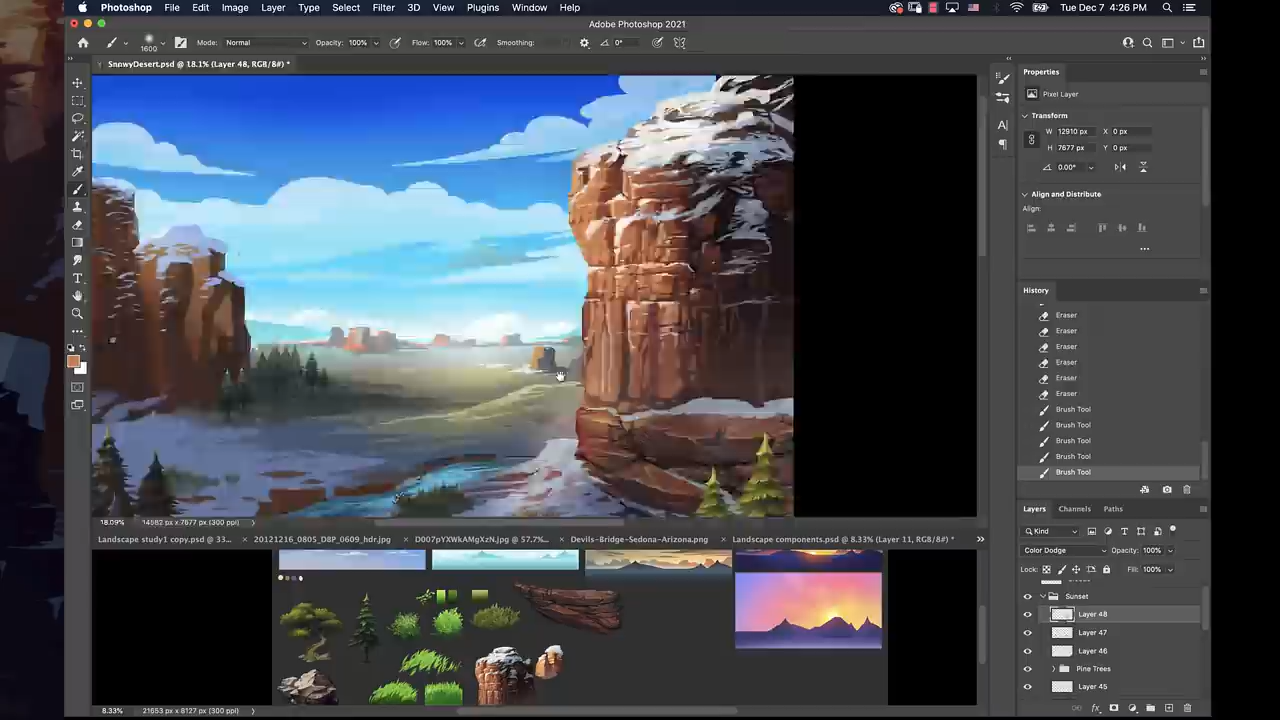 Photoshop File Edit Image Layer Type Select Filter 3D View Plugins Window Help Tue Dec 7 4:26 PM
Adobe Photoshop 2021
1600 Mode: Normal Opacity: 100% Flow: 100% Smoothing: 0°
SnowyDesert.psd @ 18.1% (Layer 48, RGB/8#) *
Properties
Pixel Layer
Transform
W 12910 px X 0 px
H 7677 px Y 0 px
0.00°
Align and Distribute
Align:
History
Eraser
Eraser
Eraser
Eraser
Eraser
Eraser
Brush Tool
Brush Tool
Brush Tool
Brush Tool
Brush Tool
18.09% 14982 px x 7677 px (300 ppi)
Landscape study1 copy.psd @ 33... 20121216_0805_D8P_0609_hdr.jpg D007pYXWkAMgXzN.jpg @ 57.7%... Devils-Bridge-Sedona-Arizona.png Landscape components.psd @ 8.33% (Layer 11, RGB/8#) *
Layers Channels Paths
Kind
Color Dodge Opacity: 100%
Lock: Fill: 100%
Sunset
Layer 48
Layer 47
Layer 46
Pine Trees
Layer 45
8.33% 21653 px x 8127 px (300 ppi)